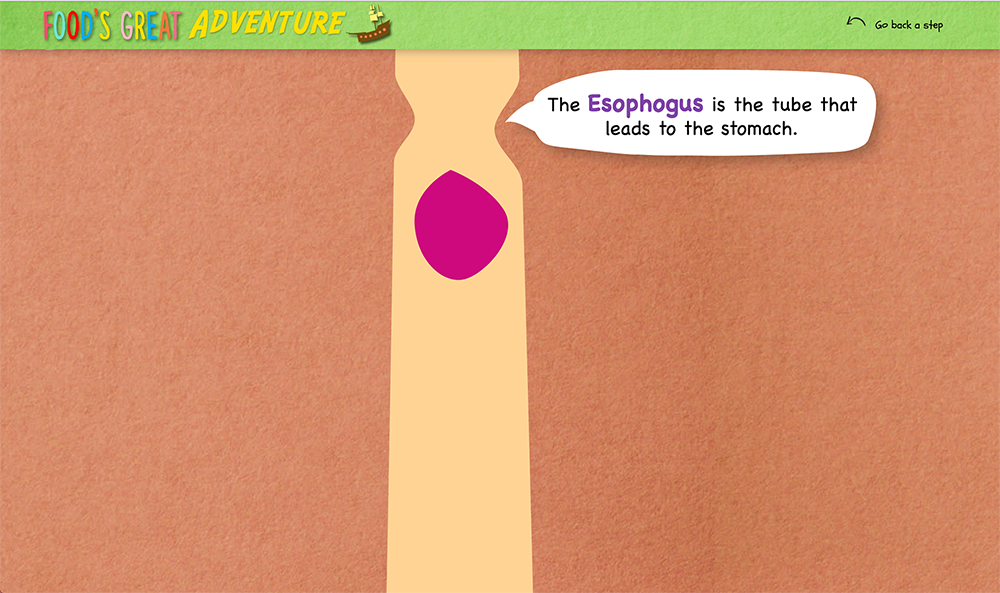 FOOD'S GREAT ADVENTURE
Go back a step
The Esophogus is the tube that
leads to the stomach.